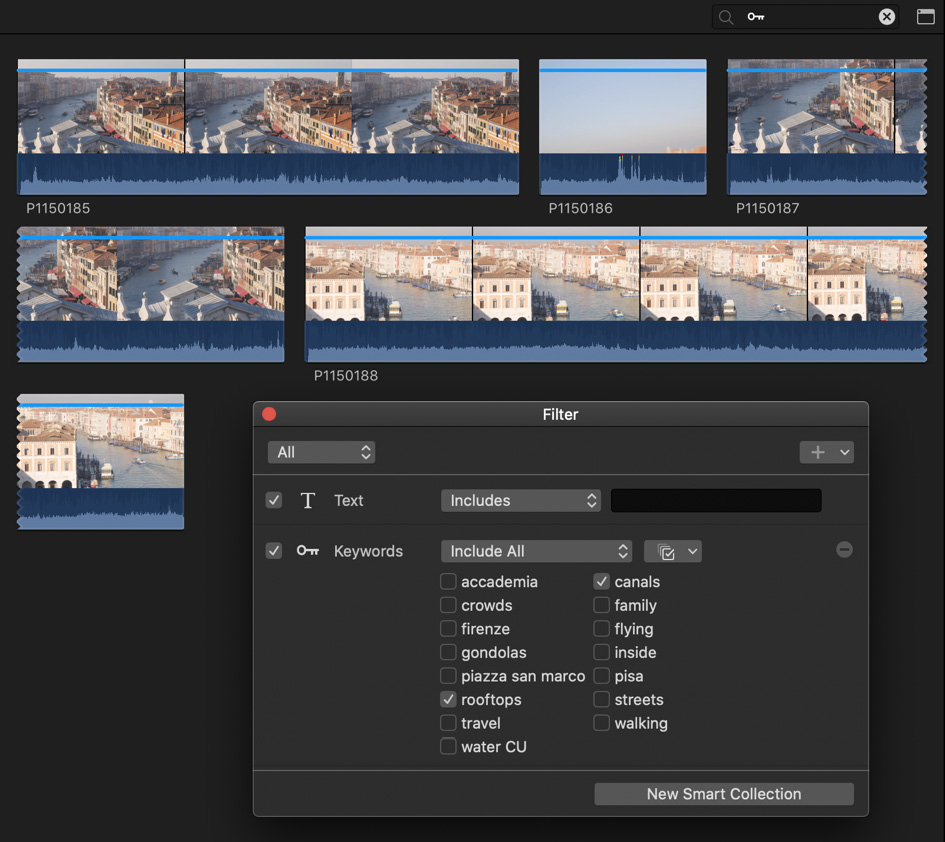 P1150185
P1150186
P1150187
P1150188
Filter
All
Text Includes
Keywords Include All
accademia canals
crowds family
firenze flying
gondolas inside
piazza san marco pisa
rooftops streets
travel walking
water CU
New Smart Collection